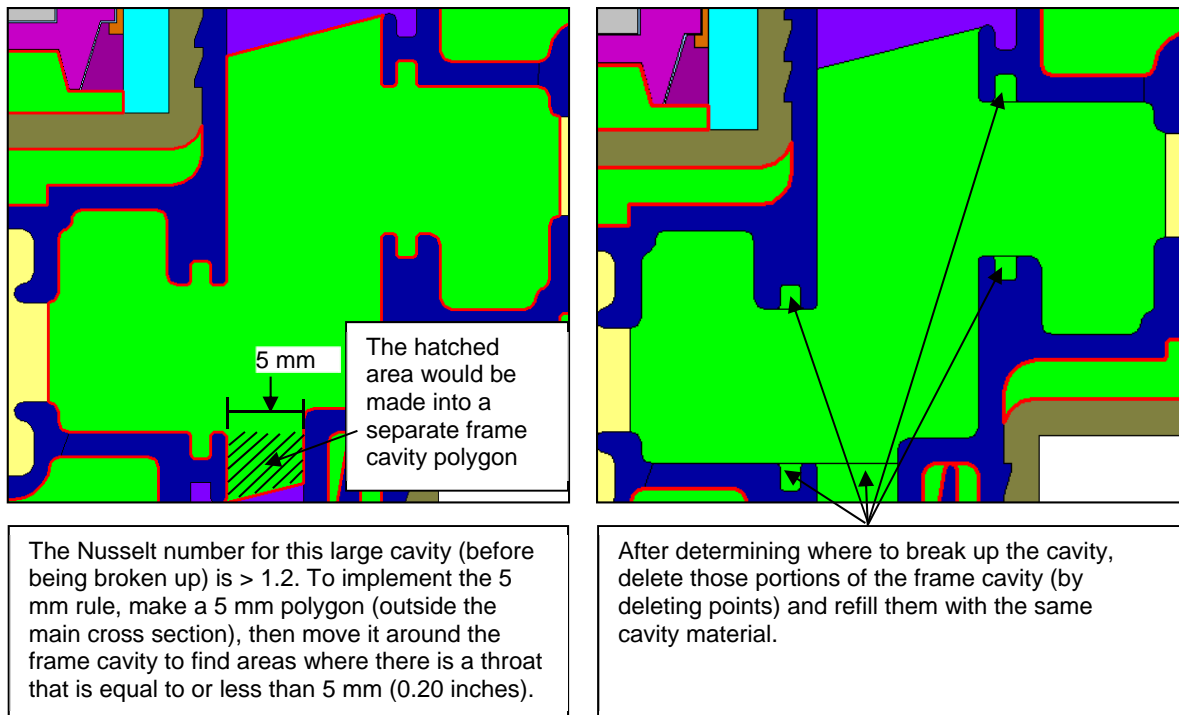 5 mm
The hatched
area would be
made into a
separate frame
cavity polygon
The Nusselt number for this large cavity (before
being broken up) is > 1.2. To implement the 5
mm rule, make a 5 mm polygon (outside the
main cross section), then move it around the
frame cavity to find areas where there is a throat
that is equal to or less than 5 mm (0.20 inches).
After determining where to break up the cavity,
delete those portions of the frame cavity (by
deleting points) and refill them with the same
cavity material.